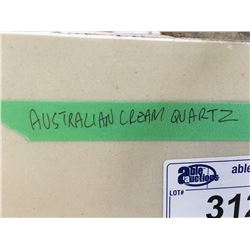 AUSTRALIAN CREAM QUARTZ
able
auctions
able
LOT#
312